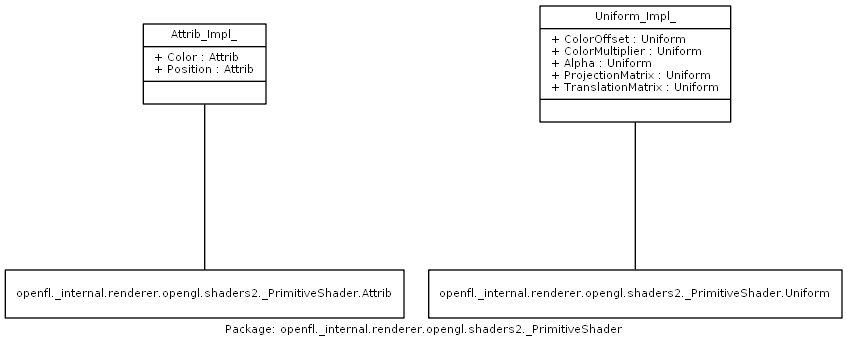 Attrib_Impl_
+ Color : Attrib
+ Position : Attrib
Uniform_Impl_
+ ColorOffset : Uniform
+ ColorMultiplier : Uniform
+ Alpha : Uniform
+ ProjectionMatrix : Uniform
+ TranslationMatrix : Uniform
openfl._internal.renderer.opengl.shaders2._PrimitiveShader.Attrib
openfl._internal.renderer.opengl.shaders2._PrimitiveShader.Uniform
Package: openfl._internal.renderer.opengl.shaders2._PrimitiveShader